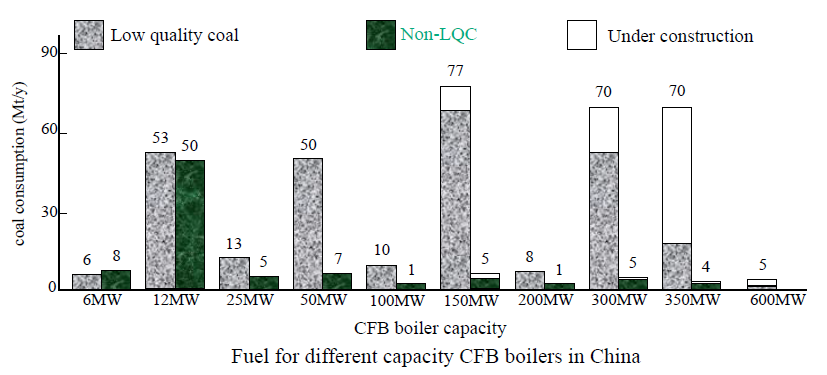 Low quality coal
Non-LQC
Under construction
coal consumption (Mt/y)
90
60
30
0
6
8
53
50
13
5
50
7
10
1
77
5
8
1
70
5
70
4
5
6MW
12MW
25MW
50MW
100MW
150MW
200MW
300MW
350MW
600MW
CFB boiler capacity
Fuel for different capacity CFB boilers in China